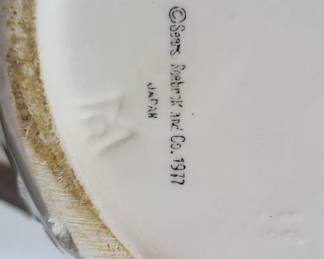 ©Sears, Roebuck and Co. 1977
JAPAN